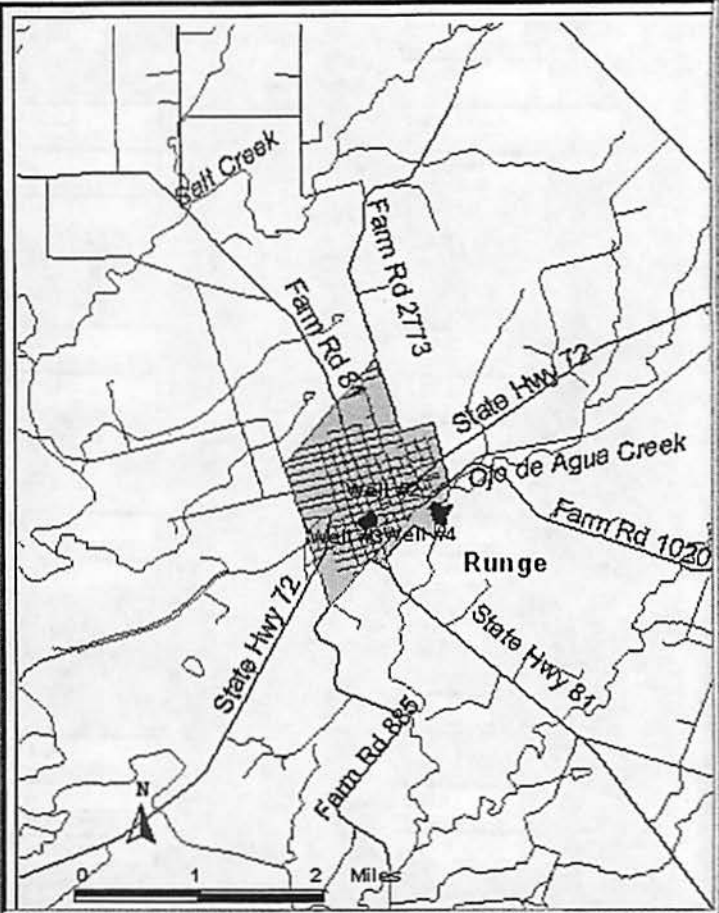 Salt Creek
Farm Rd 2773
Farm Rd 81
State Hwy 72
Ojo de Agua Creek
Well #2
Well #3 Well #4
Farm Rd 1020
Runge
State Hwy 72
State Hwy 81
Farm Rd 885
N
0 1 2 Miles